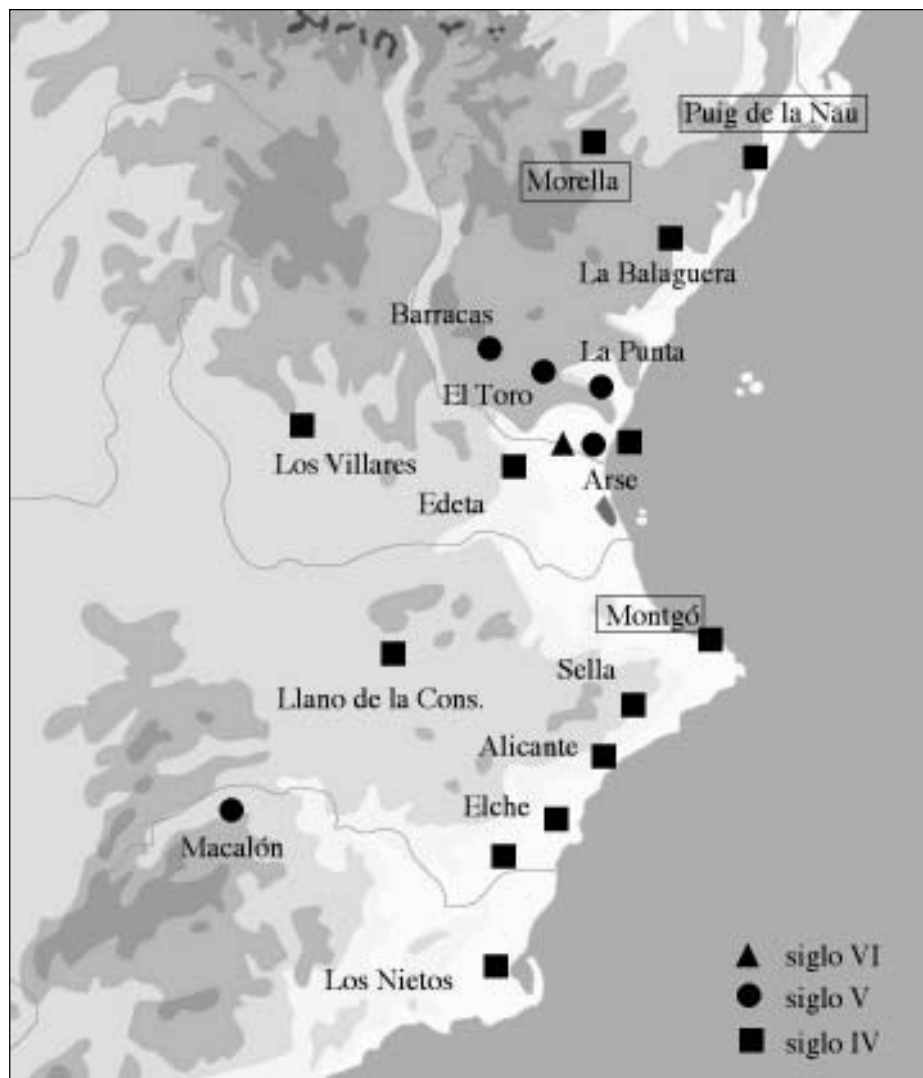 Puig de la Nau
Morella
La Balaguera
Barracas
La Punta
El Toro
Los Villares
Edeta
Arse
Montgó
Sella
Llano de la Cons.
Alicante
Elche
Macalón
Los Nietos
siglo VI
siglo V
siglo IV